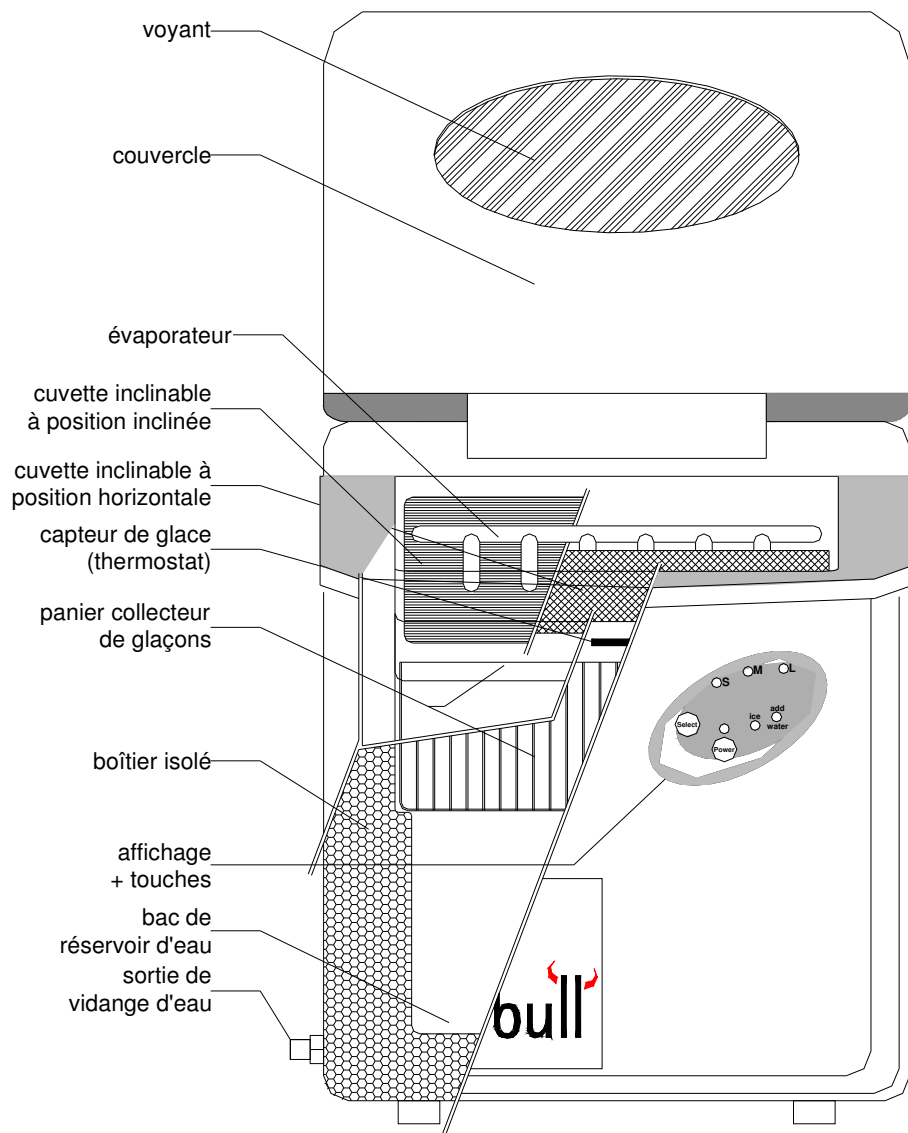 voyant
couvercle
évaporateur
cuvette inclinable
à position inclinée
cuvette inclinable à
position horizontale
capteur de glace
(thermostat)
panier collecteur
de glaçons
S
M
L
Select
ice
add
water
Power
boîtier isolé
affichage
+ touches
bac de
réservoir d'eau
sortie de
vidange d'eau
bull